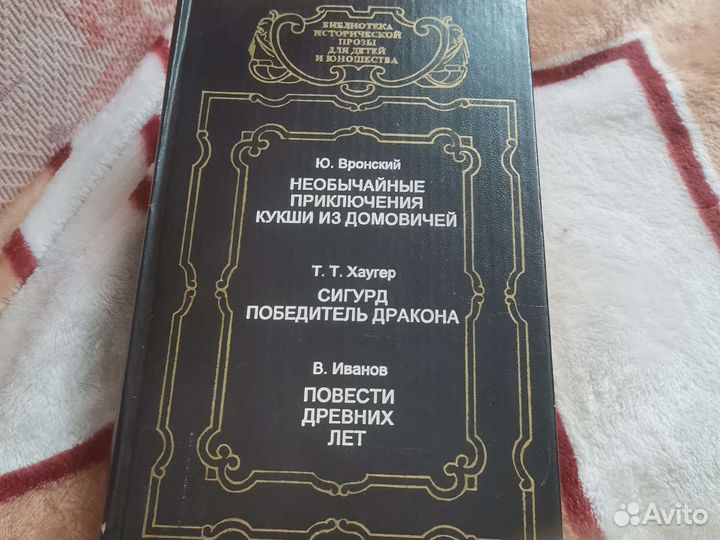 БИБЛИОТЕКА
ИСТОРИЧЕСКОЙ
ПРОЗЫ
ДЛЯ ДЕТЕЙ
И ЮНОШЕСТВА
Ю. Вронский
НЕОБЫЧАЙНЫЕ
ПРИКЛЮЧЕНИЯ
КУКШИ ИЗ ДОМОВИЧЕЙ
Т. Т. Хаугер
СИГУРД
ПОБЕДИТЕЛЬ ДРАКОНА
В. Иванов
ПОВЕСТИ
ДРЕВНИХ
ЛЕТ
Avito